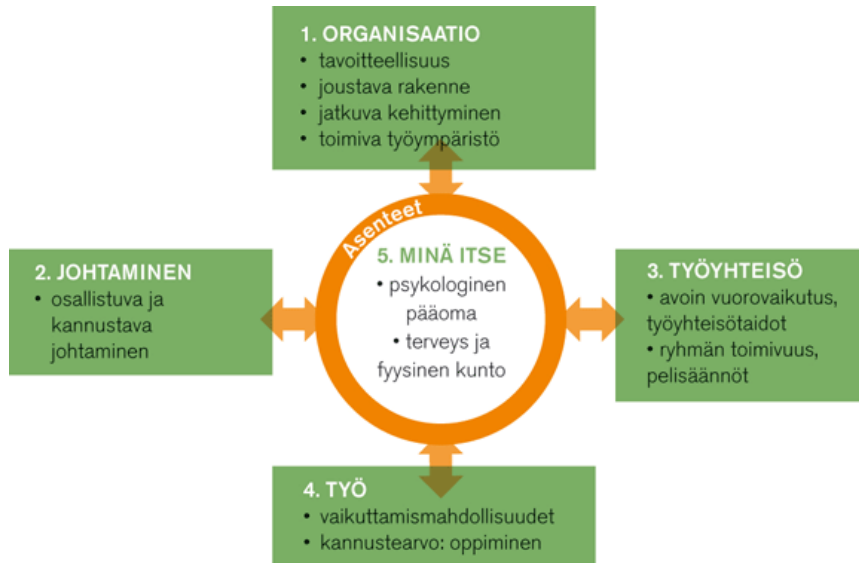 1. ORGANISAATIO
• tavoitteellisuus
• joustava rakenne
• jatkuva kehittyminen
• toimiva työympäristö
Asenteet
2. JOHTAMINEN
• osallistuva ja
kannustava
johtaminen
5. MINÄ ITSE
• psykologinen
pääoma
• terveys ja
fyysinen kunto
3. TYÖYHTEISÖ
• avoin vuorovaikutus,
työyhteisötaidot
• ryhmän toimivuus,
pelisäännöt
4. TYÖ
• vaikuttamismahdollisuudet
• kannustearvo: oppiminen